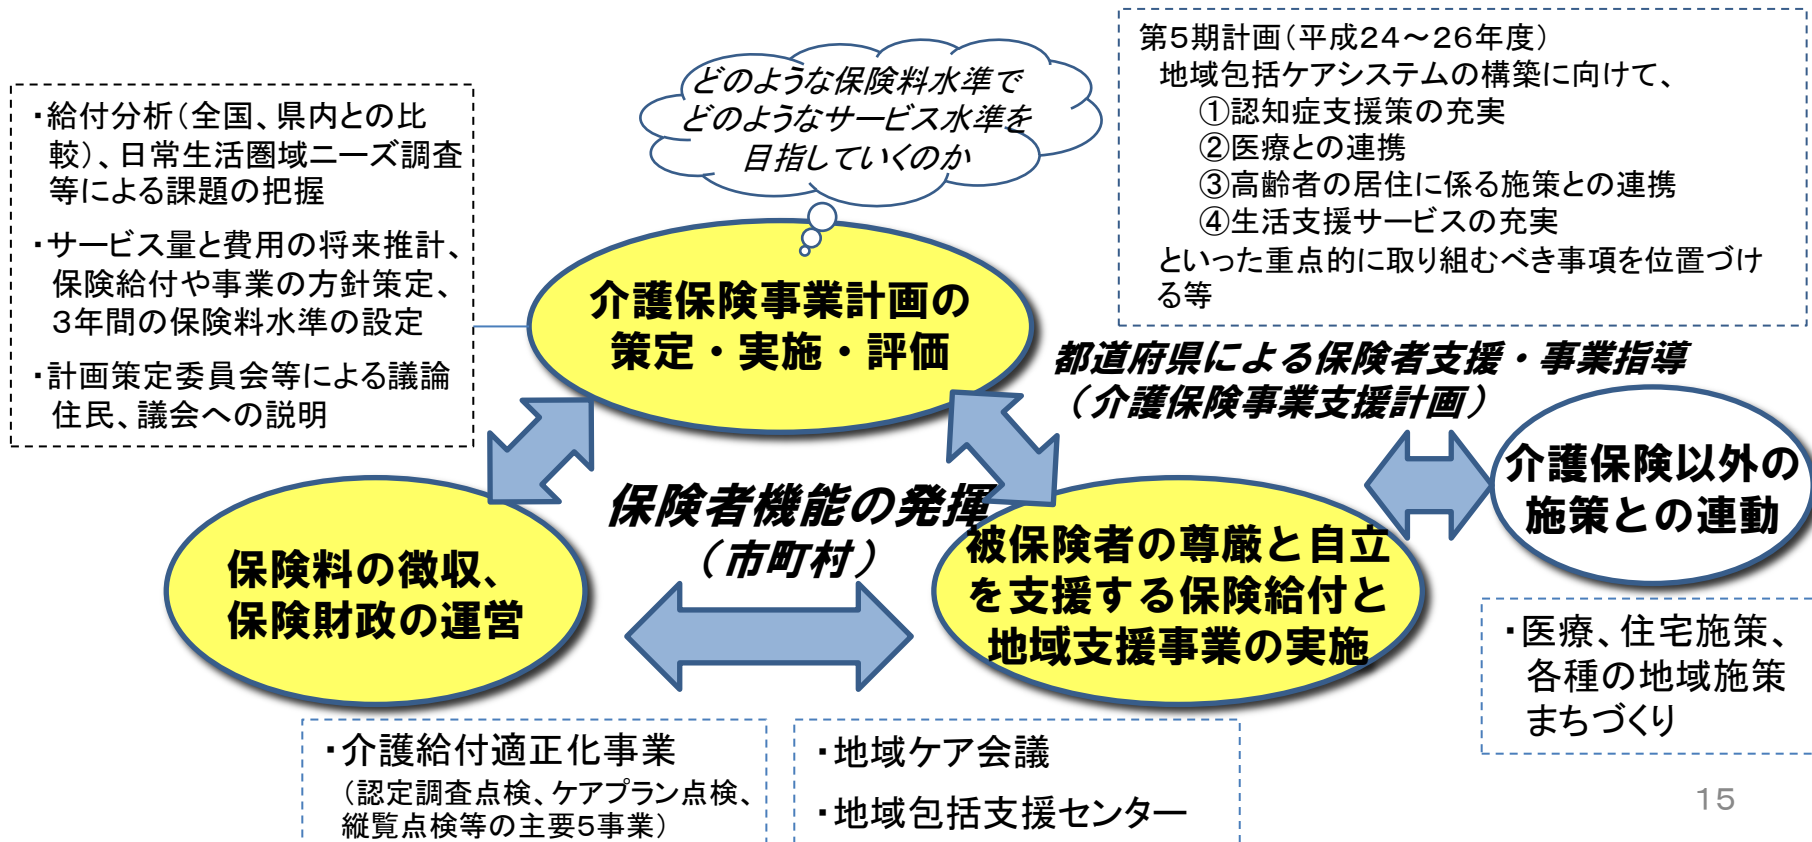 どのような保険料水準で
どのようなサービス水準を
目指していくのか
第5期計画(平成24～26年度)
地域包括ケアシステムの構築に向けて、
①認知症支援策の充実
②医療との連携
③高齢者の居住に係る施策との連携
④生活支援サービスの充実
といった重点的に取り組むべき事項を位置づけ
る等
・給付分析(全国、県内との比
較)、日常生活圏域ニーズ調査
等による課題の把握
・サービス量と費用の将来推計、
保険給付や事業の方針策定、
3年間の保険料水準の設定
・計画策定委員会等による議論
住民、議会への説明
介護保険事業計画の
策定・実施・評価
都道府県による保険者支援・事業指導
(介護保険事業支援計画)
介護保険以外の
施策との連動
保険者機能の発揮
(市町村)
保険料の徴収、
保険財政の運営
被保険者の尊厳と自立
を支援する保険給付と
地域支援事業の実施
・医療、住宅施策、
各種の地域施策
まちづくり
・介護給付適正化事業
(認定調査点検、ケアプラン点検、
縦覧点検等の主要5事業)
・地域ケア会議
・地域包括支援センター
15